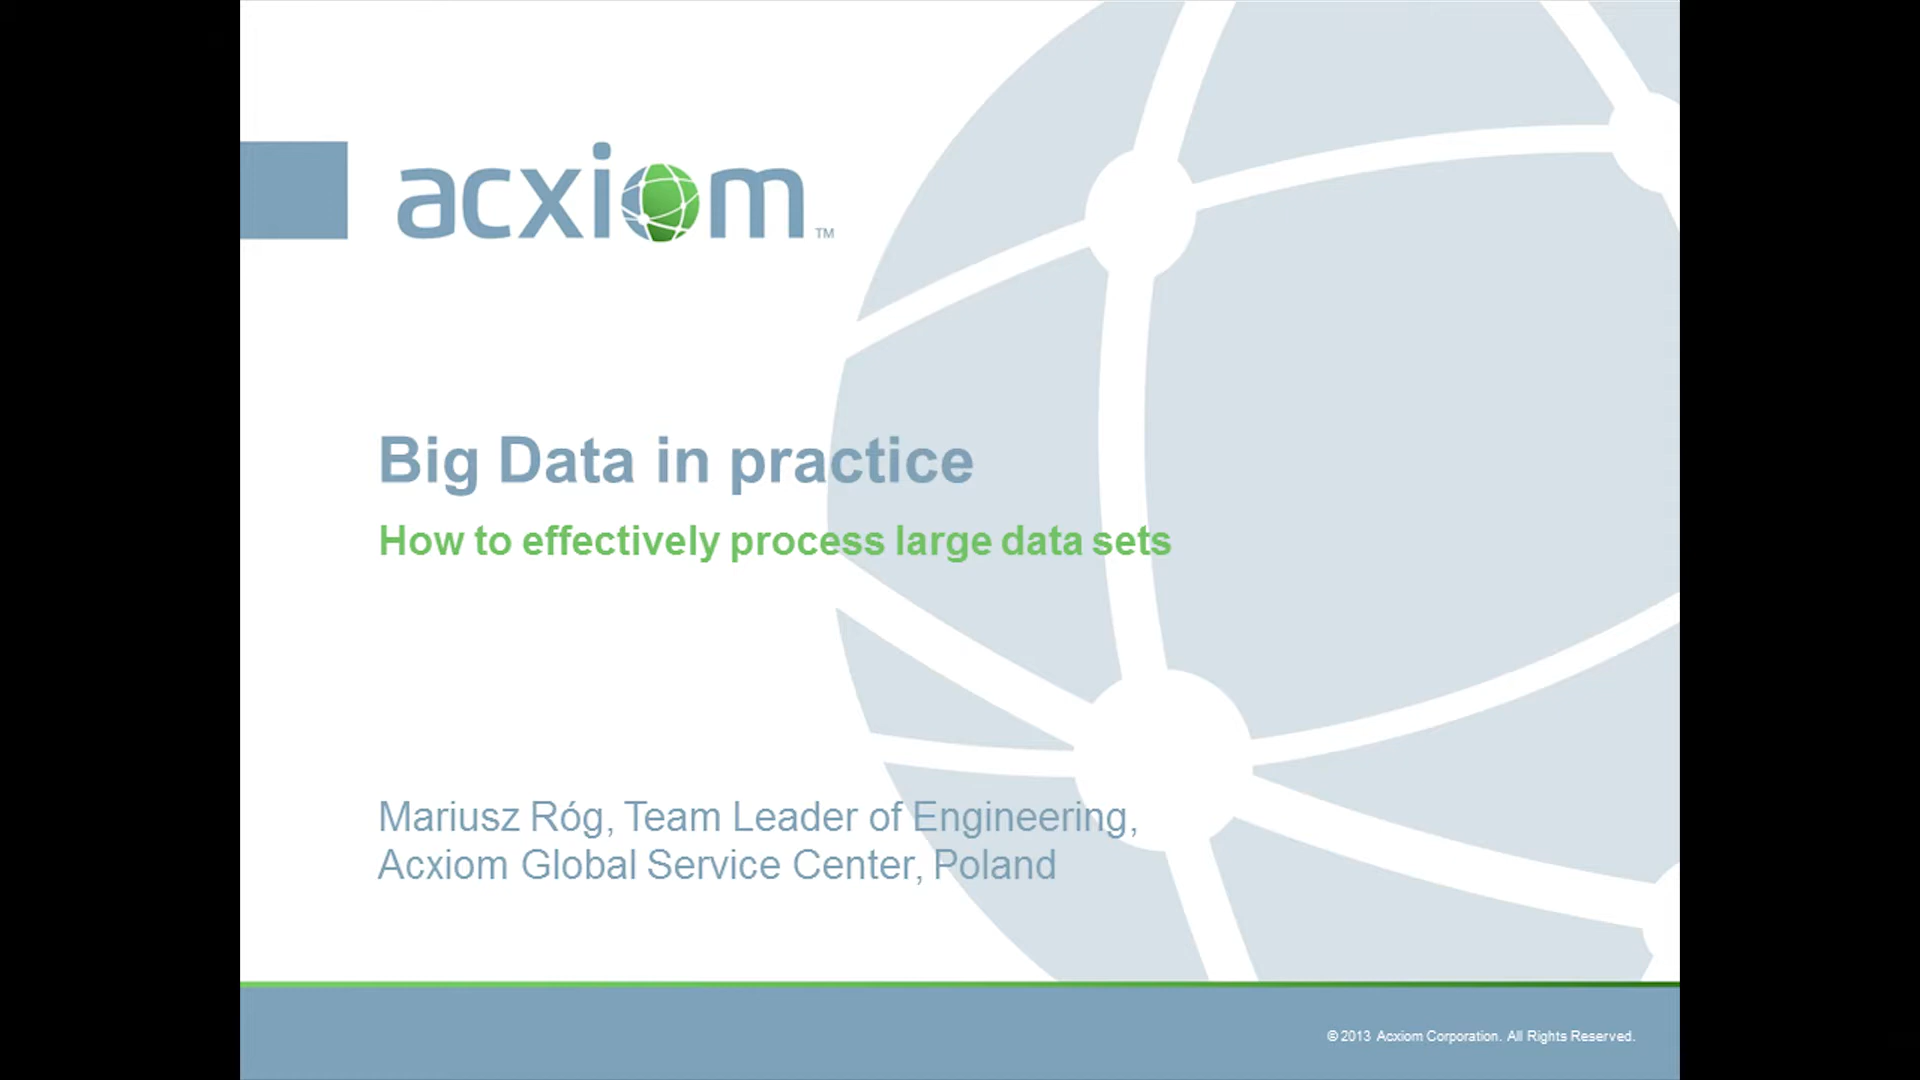 acxiom™
Big Data in practice
How to effectively process large data sets
Mariusz Róg, Team Leader of Engineering,
Acxiom Global Service Center, Poland
© 2013 Acxiom Corporation. All Rights Reserved.